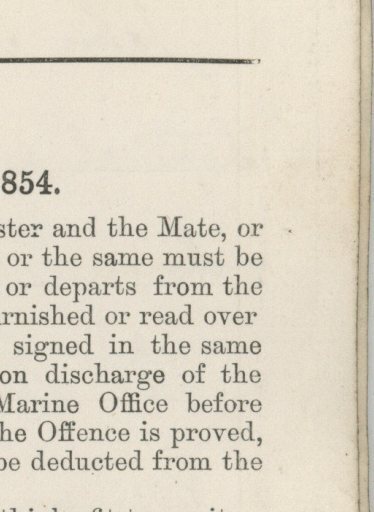 854.
ster and the Mate, or
or the same must be
or departs from the
rnished or read over
signed in the same
on discharge of the
Marine Office before
he Offence is proved,
be deducted from the